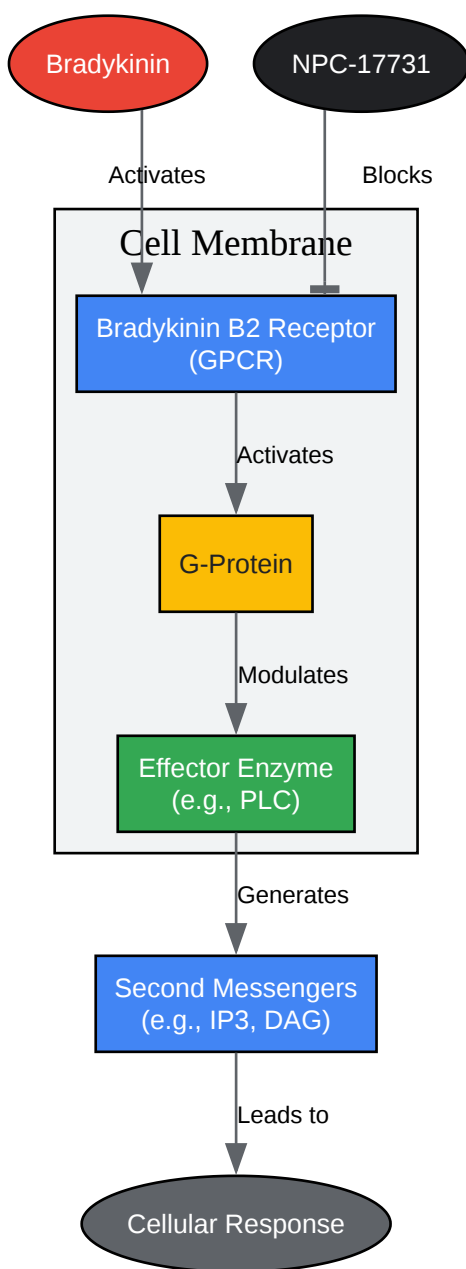 Bradykinin
NPC-17731
Activates
Blocks
Cell Membrane
Bradykinin B2 Receptor
(GPCR)
Activates
G-Protein
Modulates
Effector Enzyme
(e.g., PLC)
Generates
Second Messengers
(e.g., IP3, DAG)
Leads to
Cellular Response